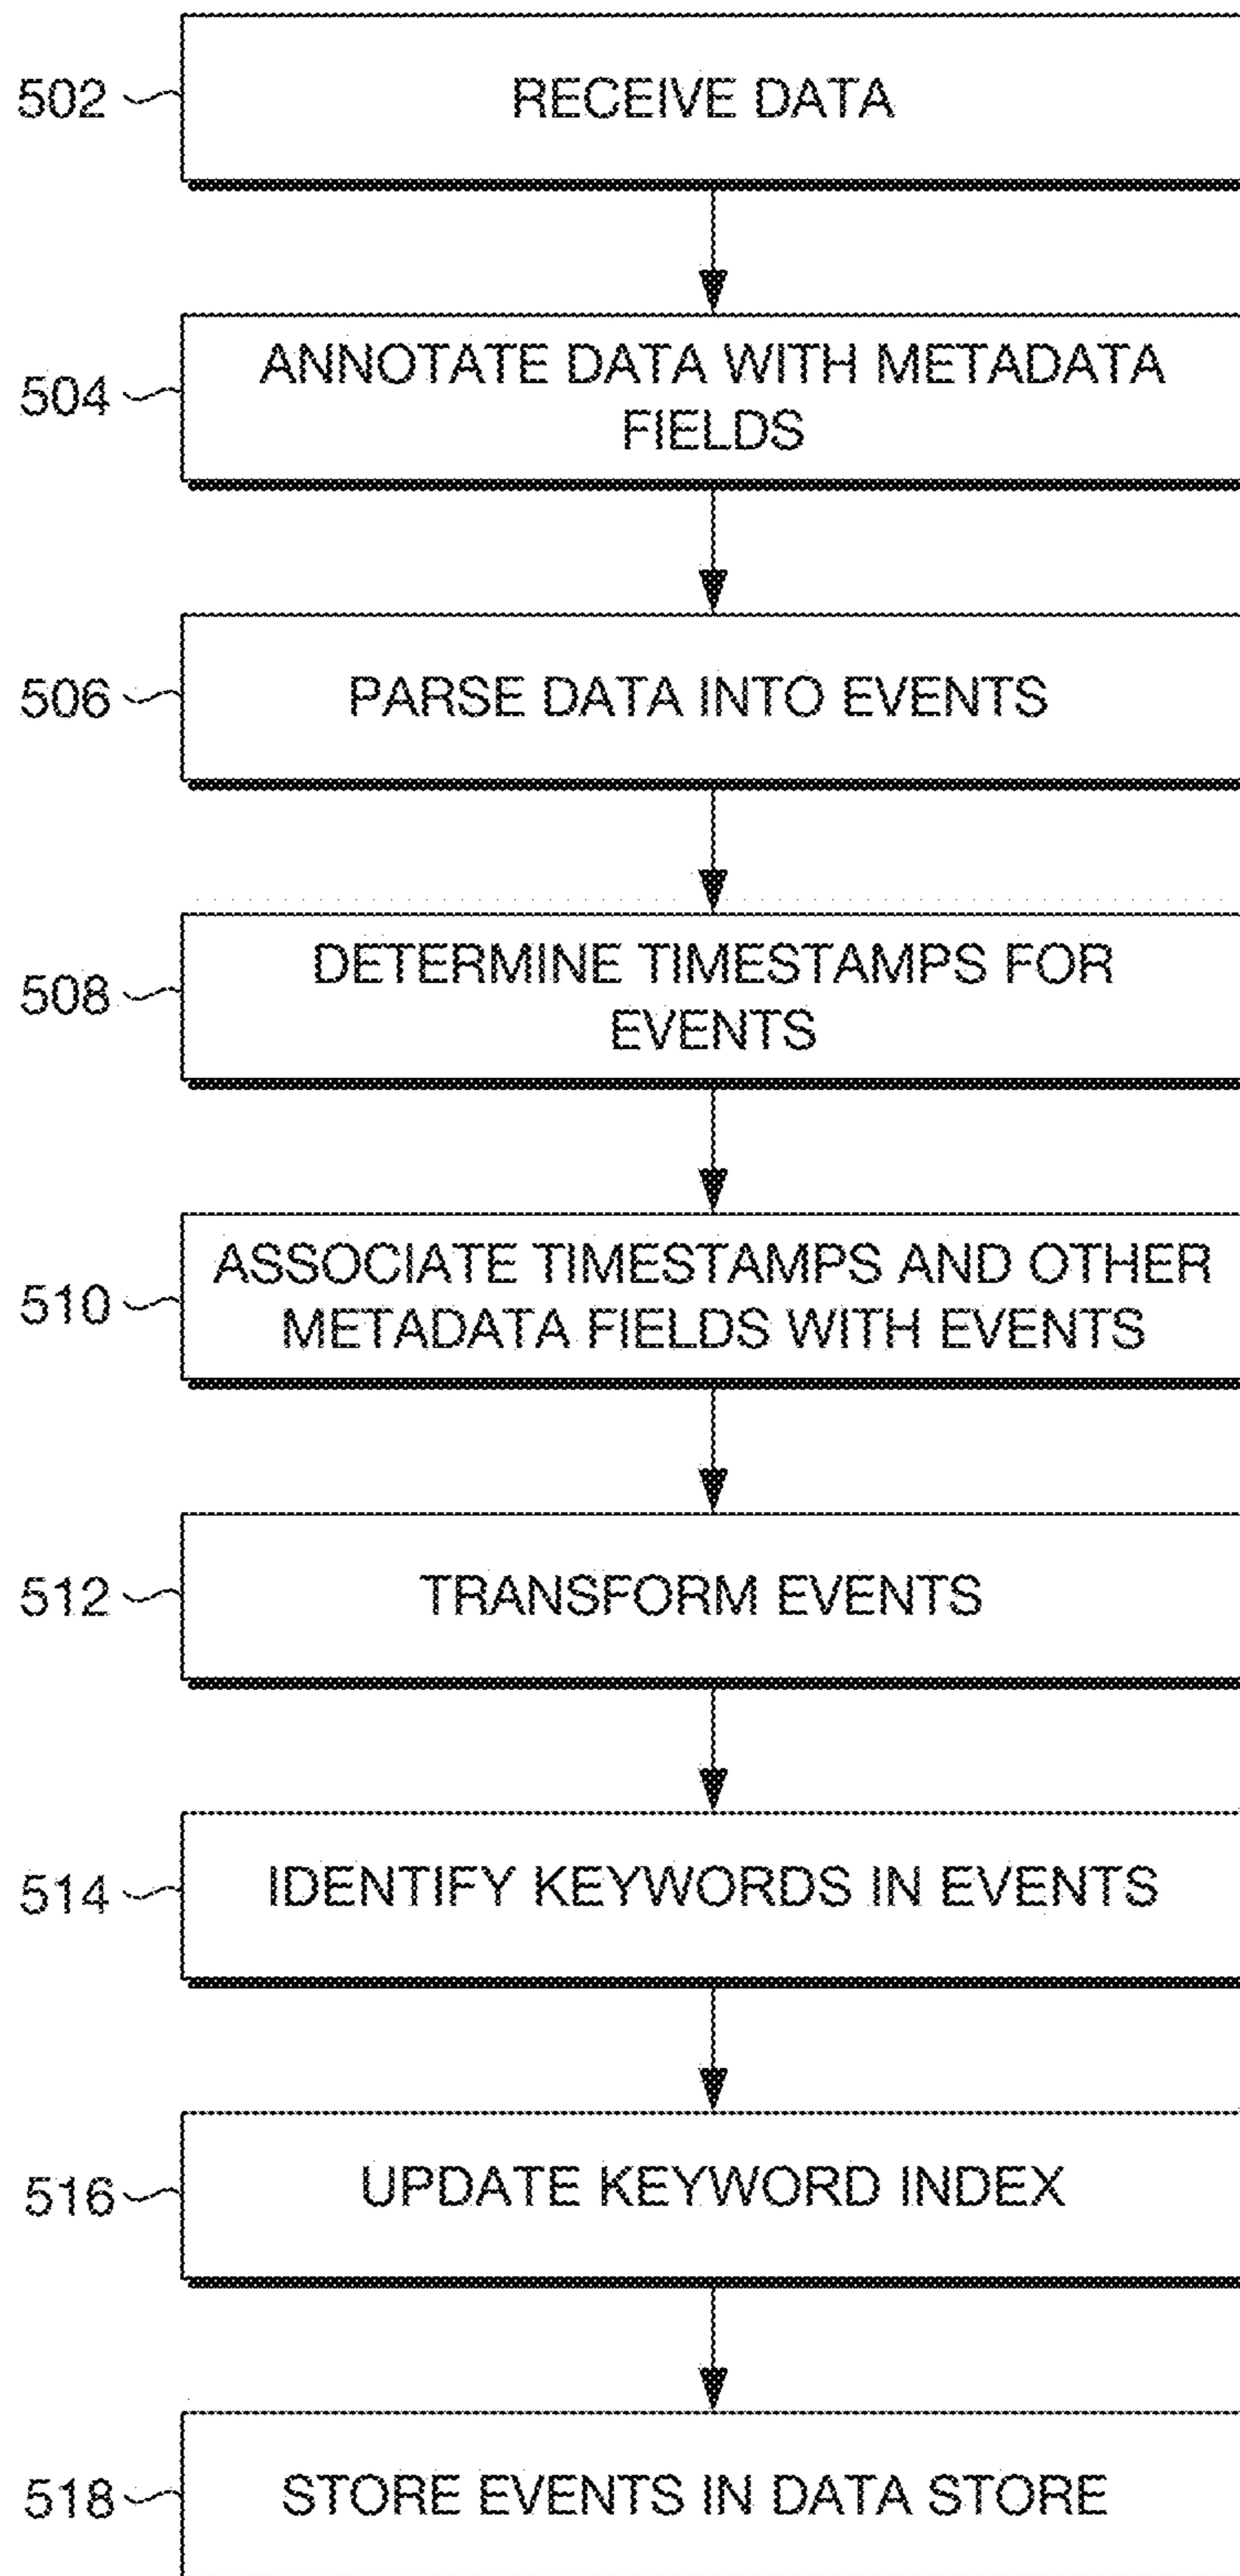 502
RECEIVE DATA
504
ANNOTATE DATA WITH METADATA
FIELDS
506
PARSE DATA INTO EVENTS
508
DETERMINE TIMESTAMPS FOR
EVENTS
510
ASSOCIATE TIMESTAMPS AND OTHER
METADATA FIELDS WITH EVENTS
512
TRANSFORM EVENTS
514
IDENTIFY KEYWORDS IN EVENTS
516
UPDATE KEYWORD INDEX
518
STORE EVENTS IN DATA STORE